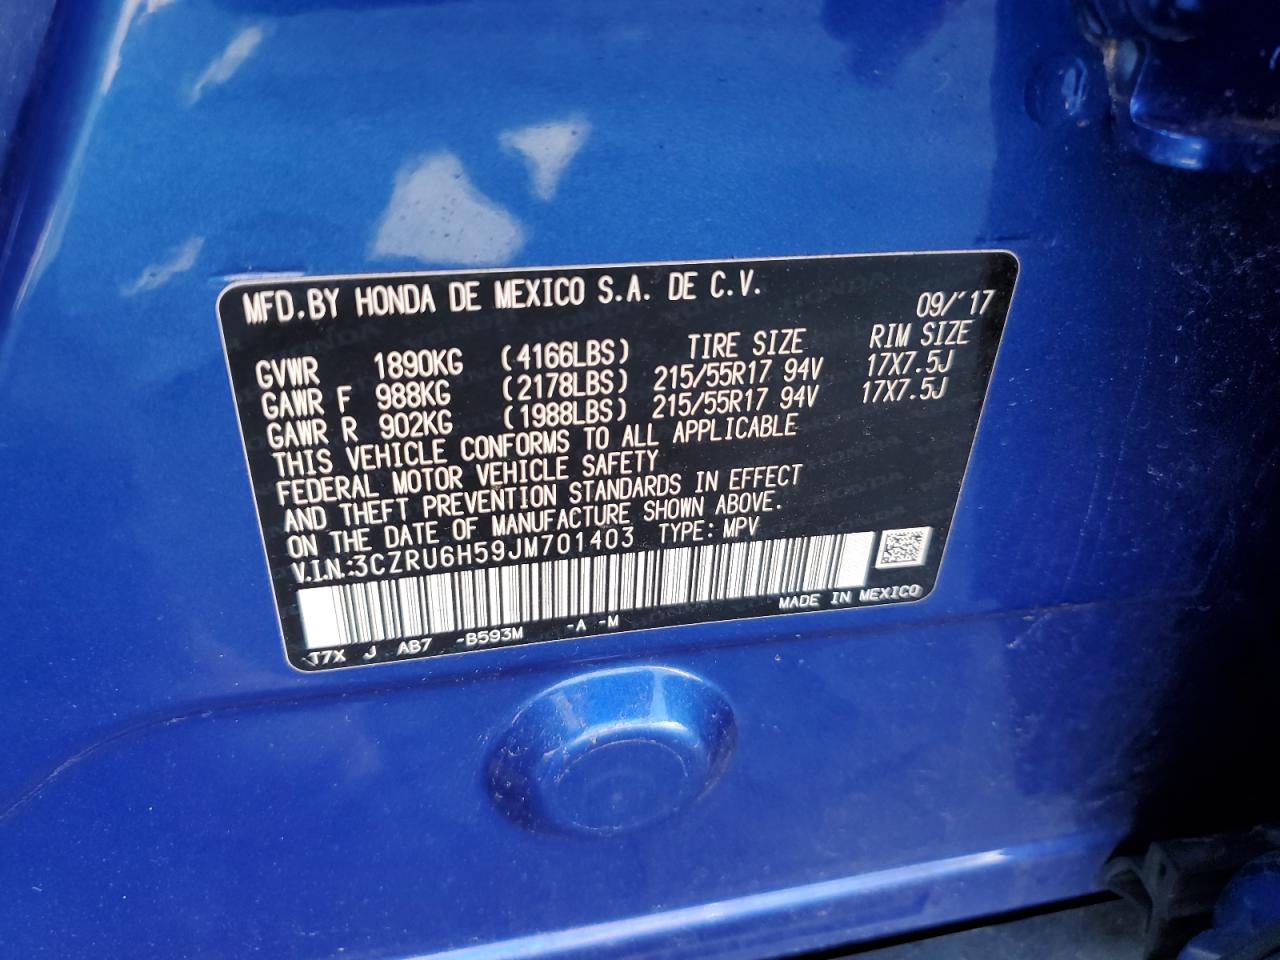 MFD.BY HONDA DE MEXICO S.A. DE C.V.
09/'17
TIRE SIZE RIM SIZE
GVWR 1890KG (4166LBS)
GAWR F 988KG (2178LBS) 215/55R17 94V 17X7.5J
GAWR R 902KG (1988LBS) 215/55R17 94V 17X7.5J
THIS VEHICLE CONFORMS TO ALL APPLICABLE
FEDERAL MOTOR VEHICLE SAFETY
AND THEFT PREVENTION STANDARDS IN EFFECT
ON THE DATE OF MANUFACTURE SHOWN ABOVE.
V.I.N.:3CZRU6H59JM701403 TYPE: MPV
MADE IN MEXICO
T7X J AB7 -B593M -A -M